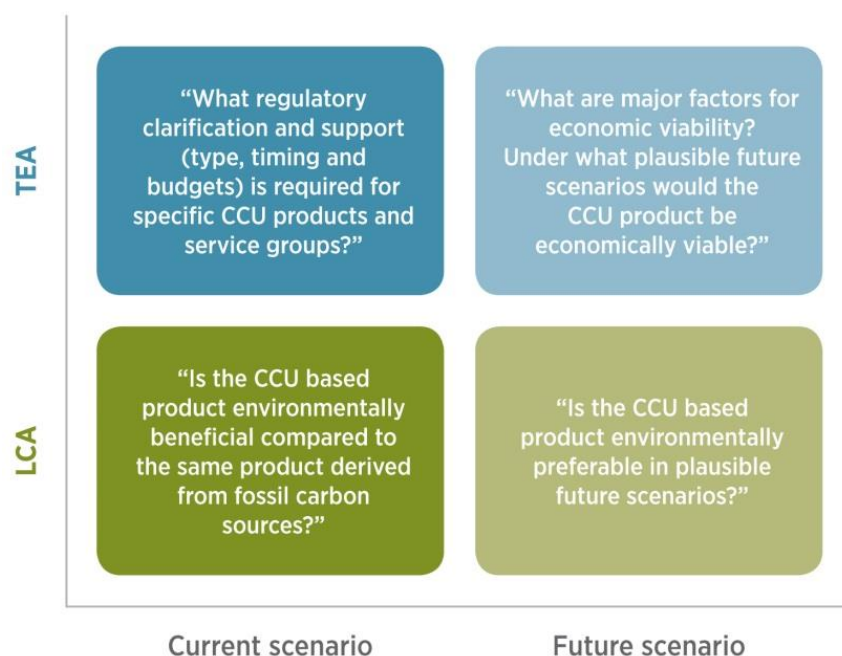 TEA
“What regulatory
clarification and support
(type, timing and
budgets) is required for
specific CCU products and
service groups?”
“What are major factors for
economic viability?
Under what plausible future
scenarios would the
CCU product be
economically viable?”
LCA
“Is the CCU based
product environmentally
beneficial compared to
the same product derived
from fossil carbon
sources?”
“Is the CCU based
product environmentally
preferable in plausible
future scenarios?”
Current scenario
Future scenario